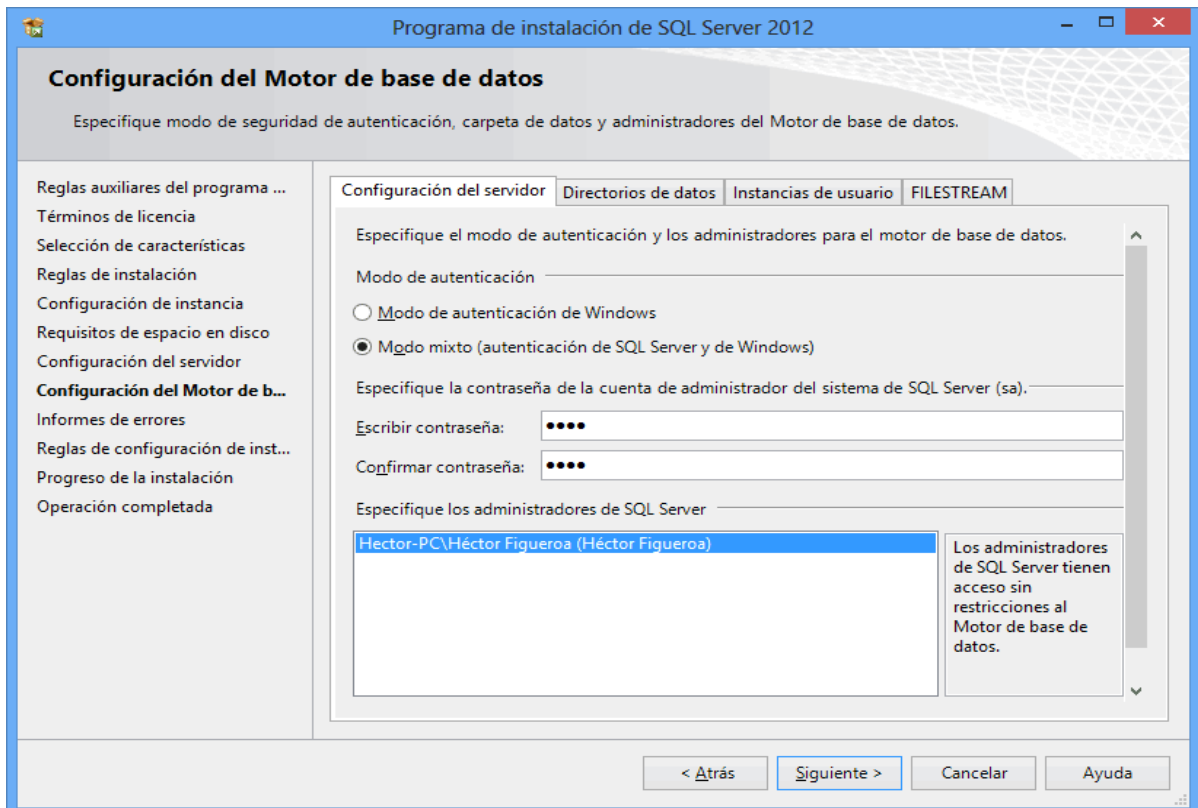 Programa de instalación de SQL Server 2012
Configuración del Motor de base de datos
Especifique modo de seguridad de autenticación, carpeta de datos y administradores del Motor de base de datos.
Reglas auxiliares del programa ...
Términos de licencia
Selección de características
Reglas de instalación
Configuración de instancia
Requisitos de espacio en disco
Configuración del servidor
Configuración del Motor de b...
Informes de errores
Reglas de configuración de inst...
Progreso de la instalación
Operación completada
Configuración del servidor
Directorios de datos
Instancias de usuario
FILESTREAM
Especifique el modo de autenticación y los administradores para el motor de base de datos.
Modo de autenticación
Modo de autenticación de Windows
Modo mixto (autenticación de SQL Server y de Windows)
Especifique la contraseña de la cuenta de administrador del sistema de SQL Server (sa).
Escribir contraseña: ●●●●
Confirmar contraseña: ●●●●
Especifique los administradores de SQL Server
Hector-PC\Héctor Figueroa (Héctor Figueroa)
Los administradores
de SQL Server tienen
acceso sin
restricciones al
Motor de base de
datos.
< Atrás
Siguiente >
Cancelar
Ayuda